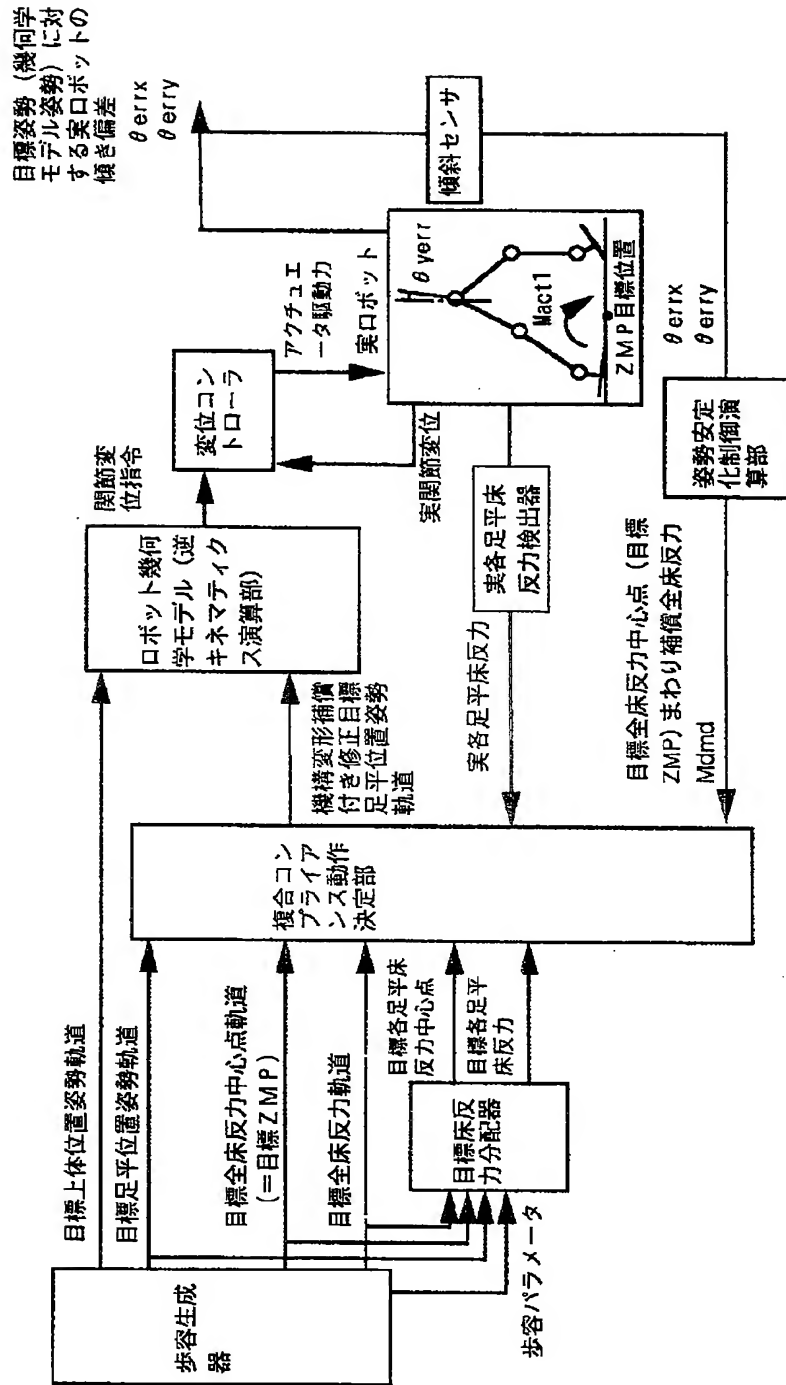 歩容生成
器
目標上体位置姿勢軌道
目標足平位置姿勢軌道
目標全床反力中心点軌道
(=目標ZMP)
目標全床反力軌道
歩容パラメータ
目標床反
力分配器
目標各足平床
反力中心点
目標各足平
床反力
複合コン
プライア
ンス動作
決定部
機構変形補償
付き修正目標
足平位置姿勢
軌道
ロボット幾何
学モデル(逆
キネマティク
ス演算部)
関節変
位指令
変位コン
トローラ
アクチュエ
ータ駆動力
実関節変位
実ロボット
θyerr
Mact1
ZMP目標位置
実各足平床
反力検出器
実各足平床反力
目標姿勢(幾何学
モデル姿勢)に対
する実ロボットの
傾き偏差
θerrx
θerry
傾斜センサ
θerrx
θerry
姿勢安定
化制御演
算部
目標全床反力中心点(目標
ZMP)まわり補償全床反力
Mdmd